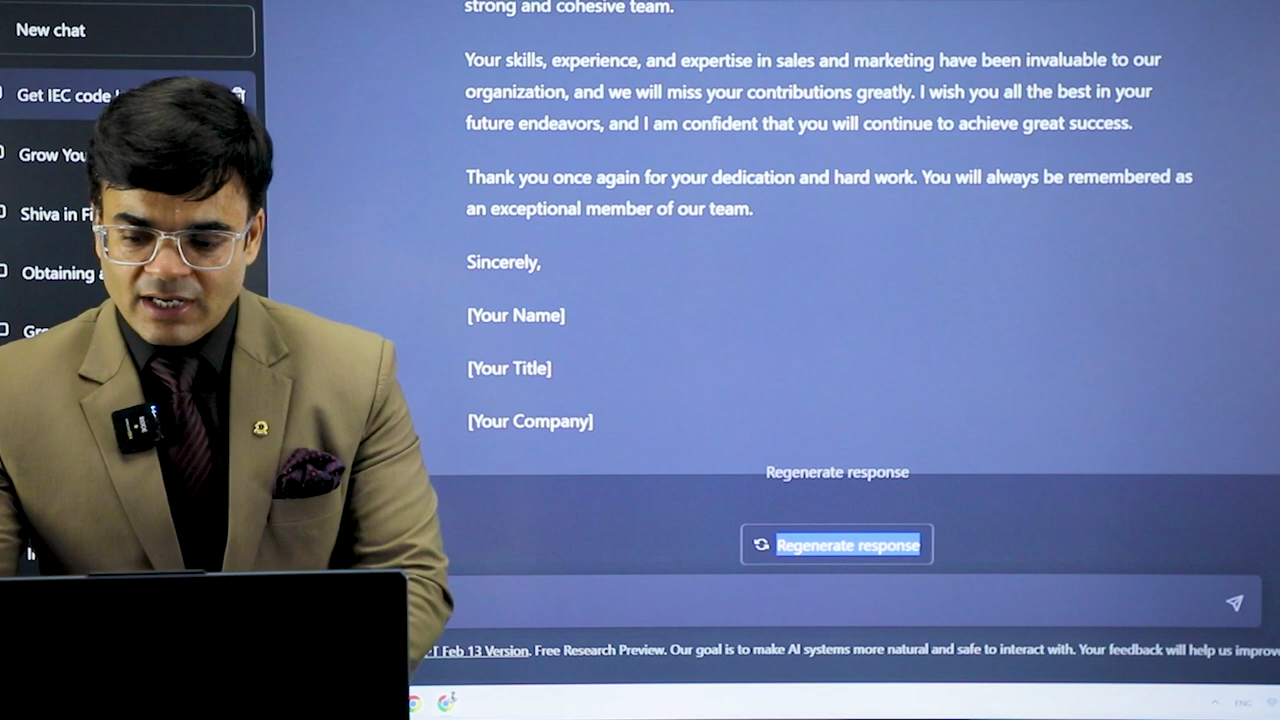 New chat
Get IEC code
Grow You
Shiva in Fi
Obtaining a
strong and cohesive team.
Your skills, experience, and expertise in sales and marketing have been invaluable to our
organization, and we will miss your contributions greatly. I wish you all the best in your
future endeavors, and I am confident that you will continue to achieve great success.
Thank you once again for your dedication and hard work. You will always be remembered as
an exceptional member of our team.
Sincerely,
[Your Name]
[Your Title]
[Your Company]
Regenerate response
Regenerate response
T Feb 13 Version. Free Research Preview. Our goal is to make AI systems more natural and safe to interact with. Your feedback will help us improve
ENG